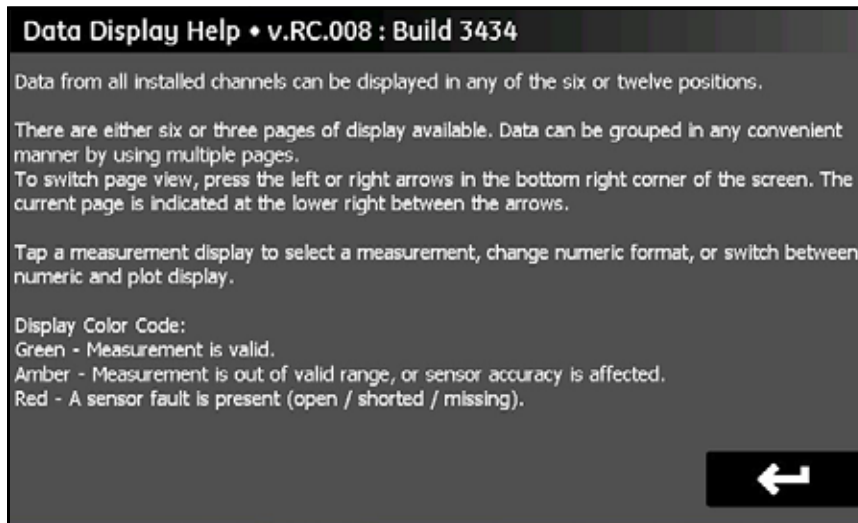 Data Display Help • v.RC.008 : Build 3434
Data from all installed channels can be displayed in any of the six or twelve positions.
There are either six or three pages of display available. Data can be grouped in any convenient
manner by using multiple pages.
To switch page view, press the left or right arrows in the bottom right corner of the screen. The
current page is indicated at the lower right between the arrows.
Tap a measurement display to select a measurement, change numeric format, or switch between
numeric and plot display.
Display Color Code:
Green - Measurement is valid.
Amber - Measurement is out of valid range, or sensor accuracy is affected.
Red - A sensor fault is present (open / shorted / missing).